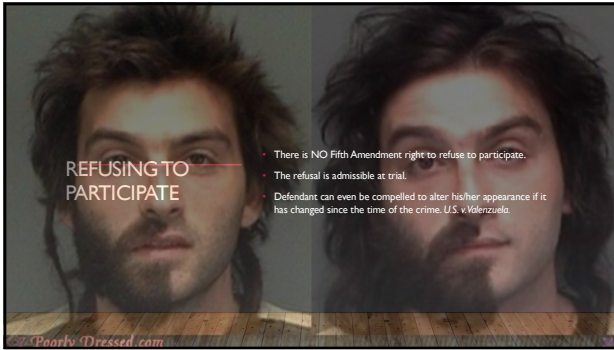 REFUSING TO
PARTICIPATE
• There is NO Fifth Amendment right to refuse to participate.
• The refusal is admissible at trial.
• Defendant can even be compelled to alter his/her appearance if it
has changed since the time of the crime. U.S. v. Valenzuela.
Poorly Dressed.com